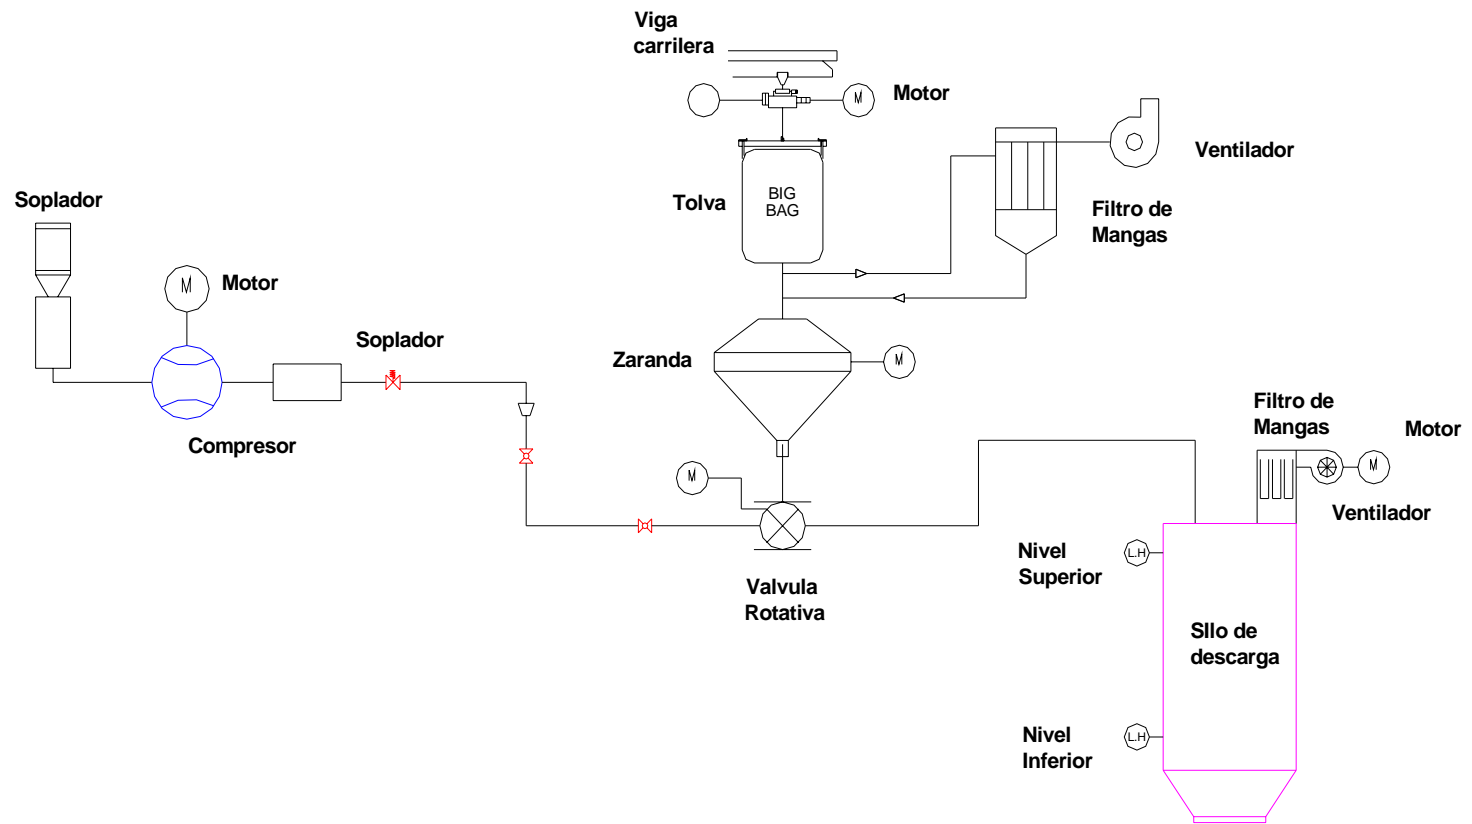 Viga
carrilera
M
Motor
Ventilador
BIG
BAG
Tolva
Filtro de
Mangas
Soplador
M
Motor
Soplador
Zaranda
M
Compresor
Filtro de
Mangas
Motor
M
M
Ventilador
Nivel
Superior
L.H
Valvula
Rotativa
SIlo de
descarga
Nivel
Inferior
L.H